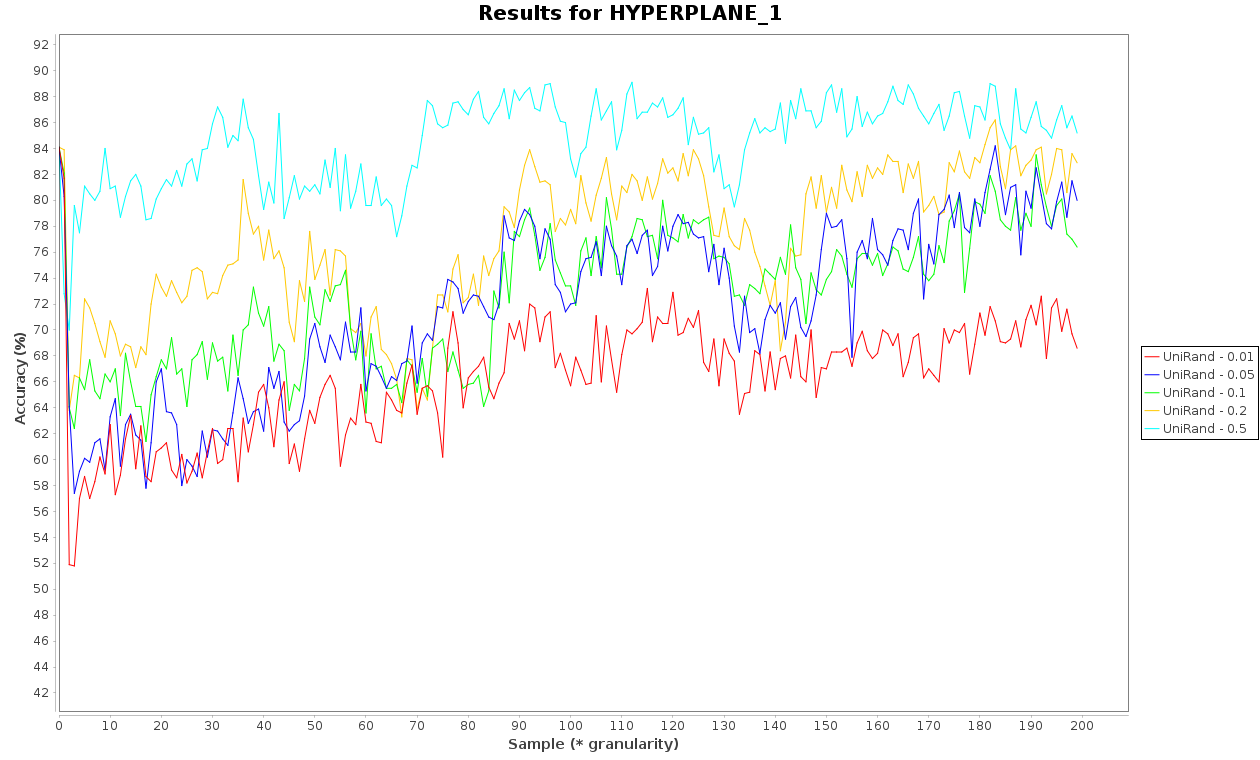 Results for HYPERPLANE_1
92
90
88
86
84
82
80
78
76
74
72
70
68
66
64
62
60
58
56
54
52
50
48
46
44
42
Accuracy (%)
0 10 20 30 40 50 60 70 80 90 100 110 120 130 140 150 160 170 180 190 200
Sample (* granularity)
UniRand - 0.01
UniRand - 0.05
UniRand - 0.1
UniRand - 0.2
UniRand - 0.5